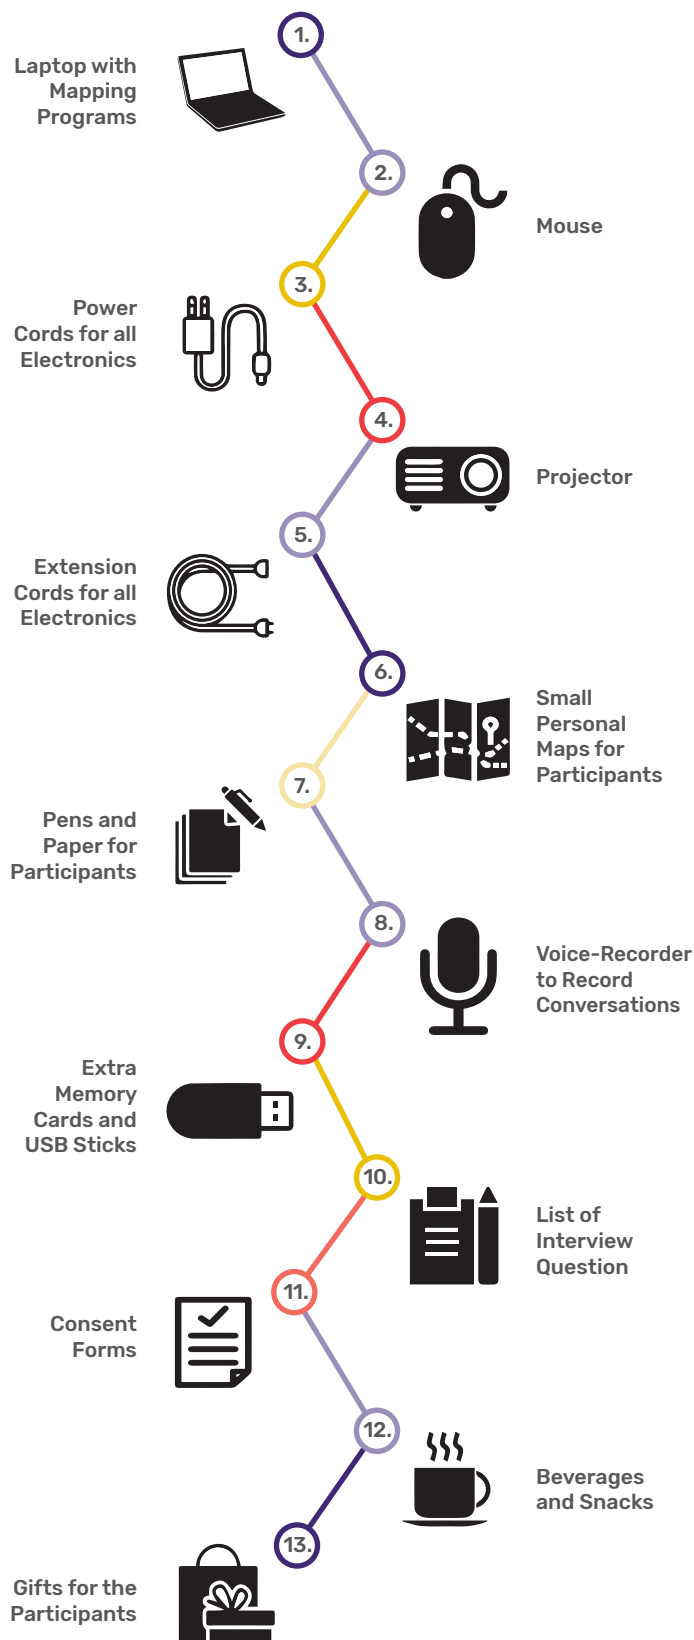 1.
Laptop with
Mapping
Programs
2.
Mouse
3.
Power
Cords for all
Electronics
4.
Projector
5.
Extension
Cords for all
Electronics
6.
Small
Personal
Maps for
Participants
7.
Pens and
Paper for
Participants
8.
Voice-Recorder
to Record
Conversations
9.
Extra
Memory
Cards and
USB Sticks
10.
List of
Interview
Question
11.
Consent
Forms
12.
Beverages
and Snacks
13.
Gifts for the
Participants